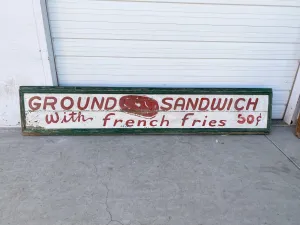 GROUND SANDWICH
With french fries 50¢